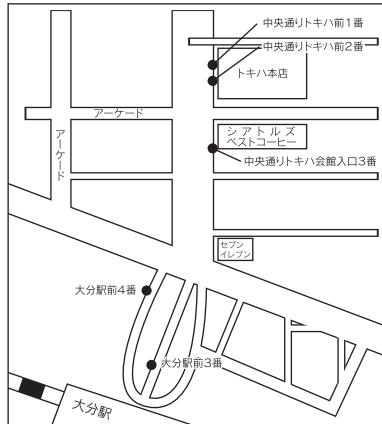 中央通りトキハ前1番
中央通りトキハ前2番
トキハ本店
アーケード
アーケード
シアトルズ
ベストコーヒー
中央通りトキハ会館入口3番
セブン
イレブン
大分駅前4番
大分駅前3番
大分駅